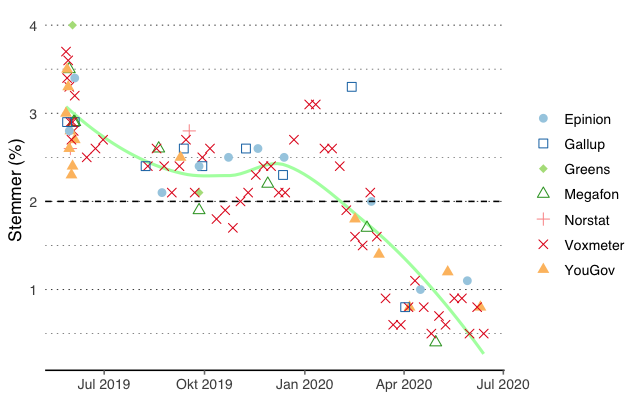 4
3
2
1
Stemmer (%)
Jul 2019
Okt 2019
Jan 2020
Apr 2020
Jul 2020
Epinion
Gallup
Greens
Megafon
Norstat
Voxmeter
YouGov